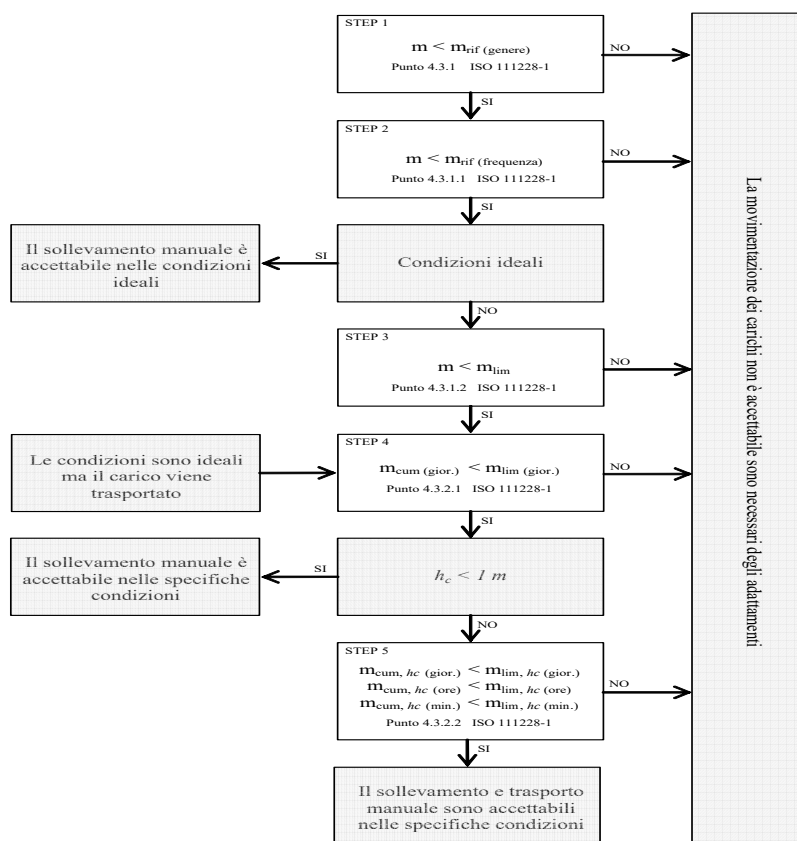 STEP 1
m < mrif (genere)
Punto 4.3.1 ISO 111228-1
NO
SI
STEP 2
m < mrif (frequenza)
Punto 4.3.1.1 ISO 111228-1
NO
SI
Il sollevamento manuale è
accettabile nelle condizioni
ideali
SI
Condizioni ideali
NO
STEP 3
m < mlim
Punto 4.3.1.2 ISO 111228-1
NO
SI
Le condizioni sono ideali
ma il carico viene
trasportato
STEP 4
mcum (gior.) < mlim (gior.)
Punto 4.3.2.1 ISO 111228-1
NO
SI
Il sollevamento manuale è
accettabile nelle specifiche
condizioni
SI
hc < 1 m
NO
STEP 5
mcum, hc (gior.) < mlim, hc (gior.)
mcum, hc (ore) < mlim, hc (ore)
mcum, hc (min.) < mlim, hc (min.)
Punto 4.3.2.2 ISO 111228-1
NO
SI
Il sollevamento e trasporto
manuale sono accettabili
nelle specifiche condizioni
La movimentazione dei carichi non è accettabile sono necessari degli adattamenti